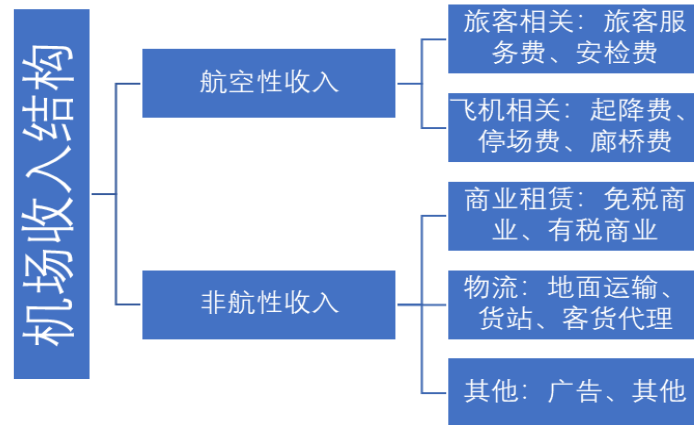 机场收入结构
航空性收入
旅客相关：旅客服
务费、安检费
飞机相关：起降费、
停场费、廊桥费
非航性收入
商业租赁：免税商
业、有税商业
物流：地面运输、
货站、客货代理
其他：广告、其他